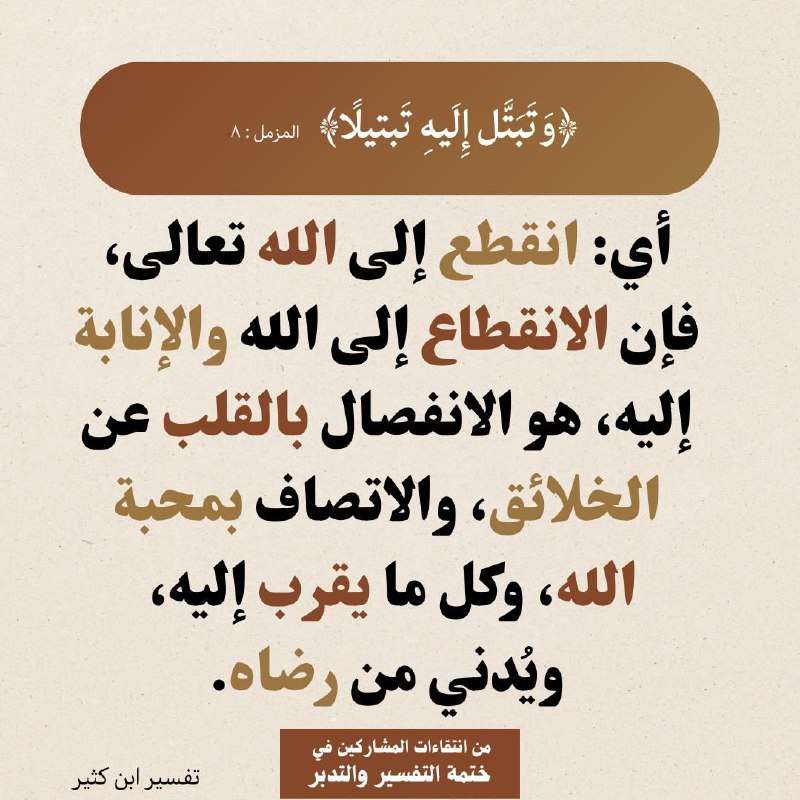 ﴿وَتَبَتَّل إِلَيهِ تَبتيلًا﴾ المزمل : ٨
أي: انقطع إلى الله تعالى،
فإن الانقطاع إلى الله والإنابة
إليه، هو الانفصال بالقلب عن
الخلائق، والاتصاف بمحبة
الله، وكل ما يقرب إليه،
ويُدني من رضاه.
من انتقاءات المشاركين في
ختمة التفسير والتدبر
تفسير ابن كثير